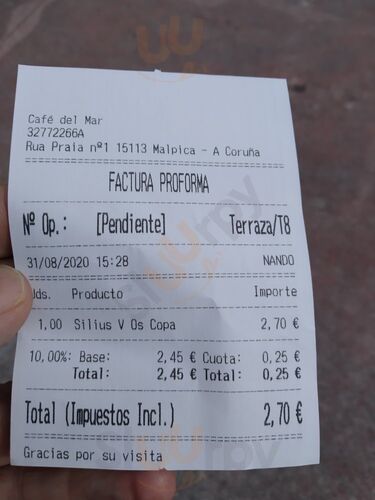 Café del Mar
32772266A
Rua Praia nº1 15113 Malpica - A Coruña
FACTURA PROFORMA
Nº Op.: [Pendiente] Terraza/T8
31/08/2020 15:28 NANDO
Uds. Producto Importe
1,00 Silius V Os Copa 2,70 €
10,00%: Base: 2,45 € Cuota: 0,25 €
Total: 2,45 € Total: 0,25 €
Total (Impuestos Incl.) 2,70 €
Gracias por su visita